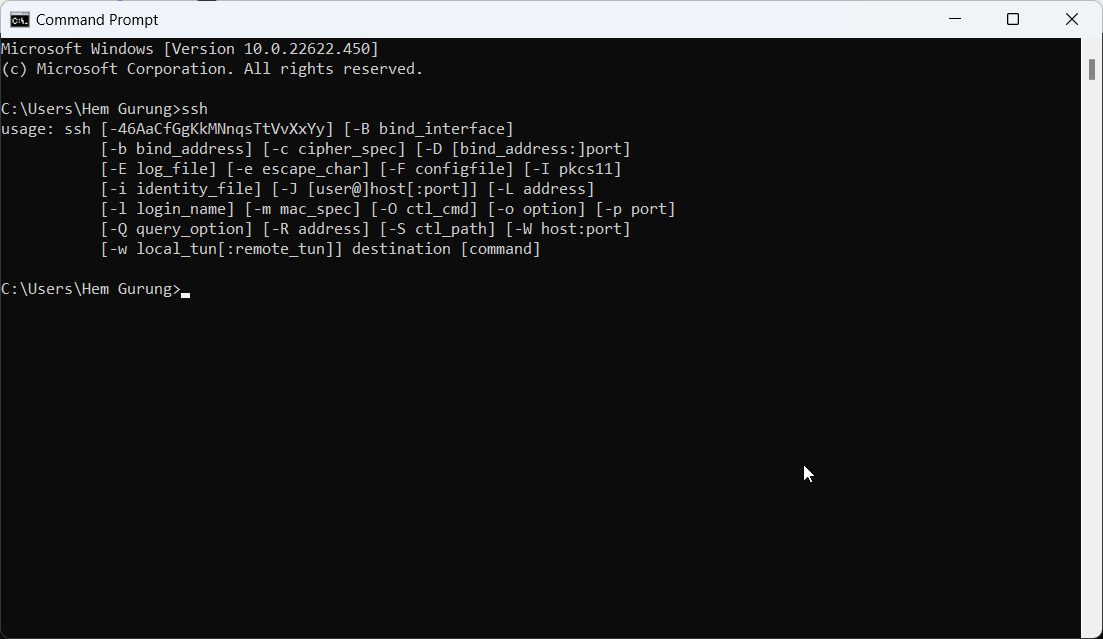 Command Prompt
Microsoft Windows [Version 10.0.22622.450]
(c) Microsoft Corporation. All rights reserved.
C:\Users\Hem Gurung>ssh
usage: ssh [-46AaCfGgKkMNnqsTtVvXxYy] [-B bind_interface]
           [-b bind_address] [-c cipher_spec] [-D [bind_address:]port]
           [-E log_file] [-e escape_char] [-F configfile] [-I pkcs11]
           [-i identity_file] [-J [user@]host[:port]] [-L address]
           [-l login_name] [-m mac_spec] [-O ctl_cmd] [-o option] [-p port]
           [-Q query_option] [-R address] [-S ctl_path] [-W host:port]
           [-w local_tun[:remote_tun]] destination [command]
C:\Users\Hem Gurung>